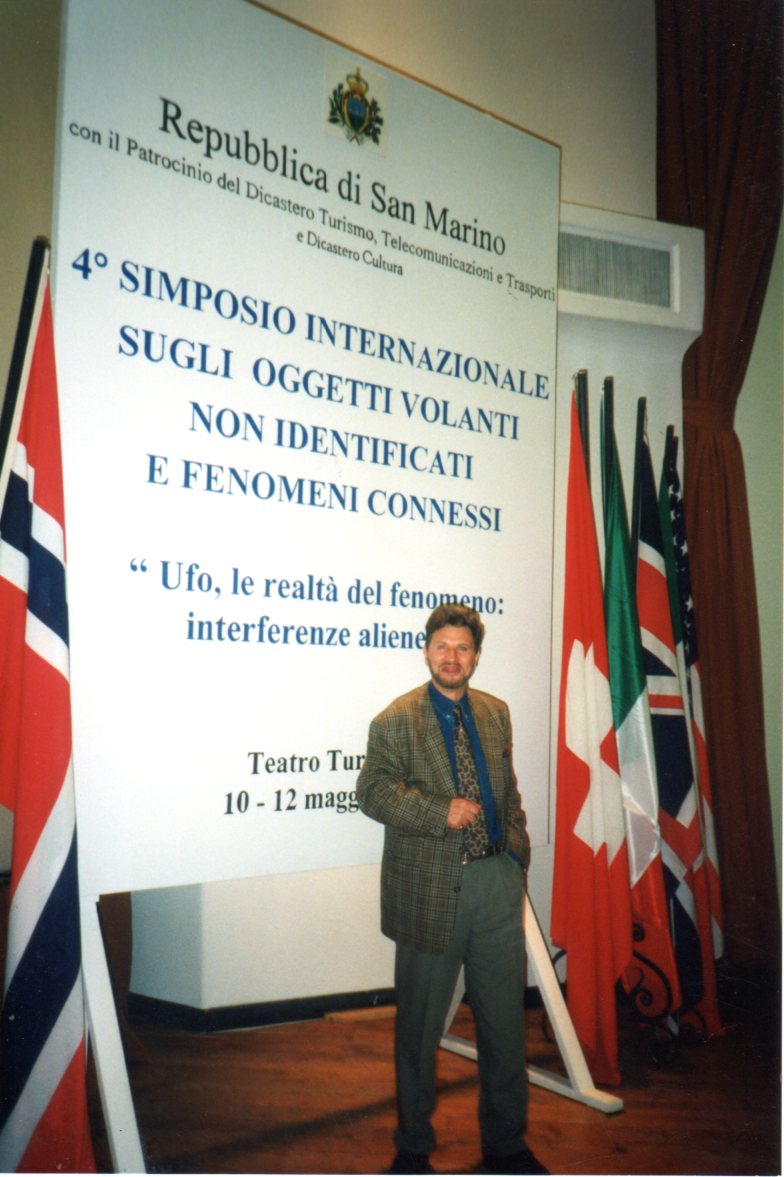 Repubblica di San Marino
con il Patrocinio del Dicastero Turismo, Telecomunicazioni e Trasporti
e Dicastero Cultura
4° SIMPOSIO INTERNAZIONALE
SUGLI OGGETTI VOLANTI
NON IDENTIFICATI
E FENOMENI CONNESSI
“ Ufo, le realtà del fenomeno:
interferenze aliene
Teatro Tur
10 - 12 magg